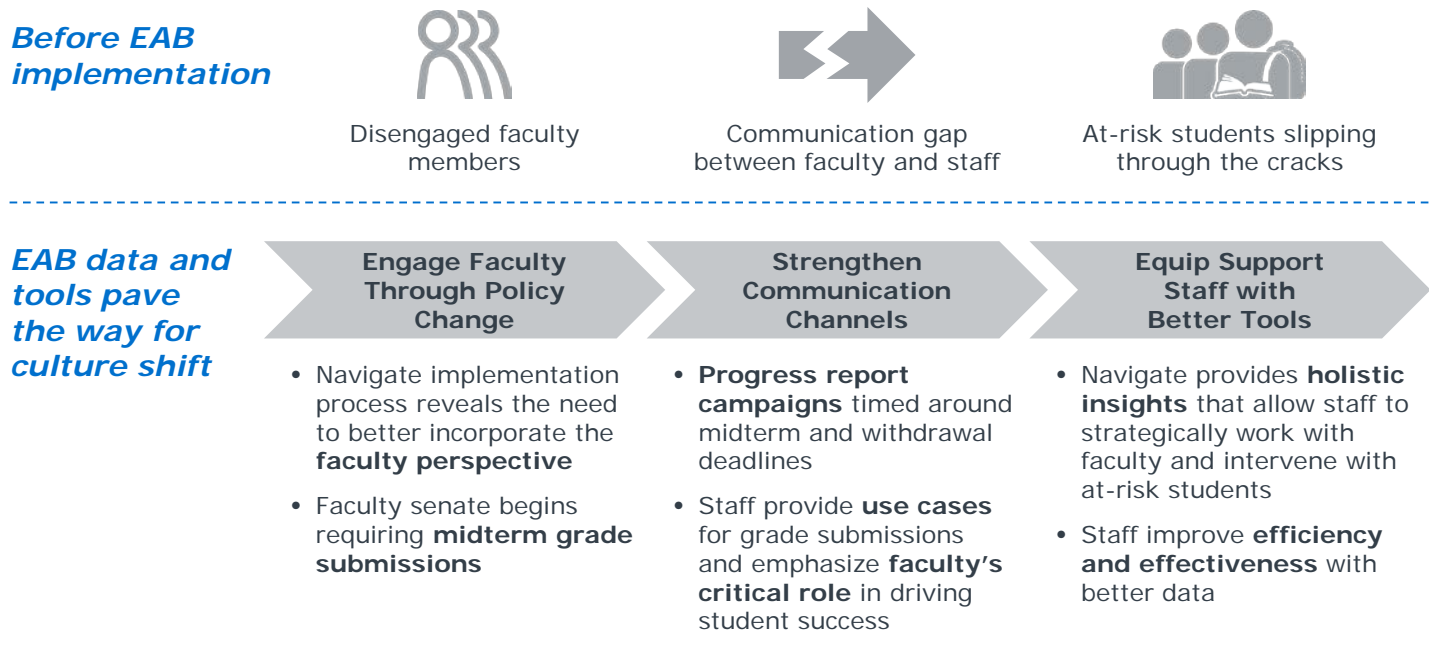 Before EAB
implementation
Disengaged faculty
members
Communication gap
between faculty and staff
At-risk students slipping
through the cracks
EAB data and
tools pave
the way for
culture shift
Engage Faculty
Through Policy
Change
• Navigate implementation
process reveals the need
to better incorporate the
faculty perspective
• Faculty senate begins
requiring midterm grade
submissions
Strengthen
Communication
Channels
• Progress report
campaigns timed around
midterm and withdrawal
deadlines
• Staff provide use cases
for grade submissions
and emphasize faculty's
critical role in driving
student success
Equip Support
Staff with
Better Tools
• Navigate provides holistic
insights that allow staff to
strategically work with
faculty and intervene with
at-risk students
• Staff improve efficiency
and effectiveness with
better data